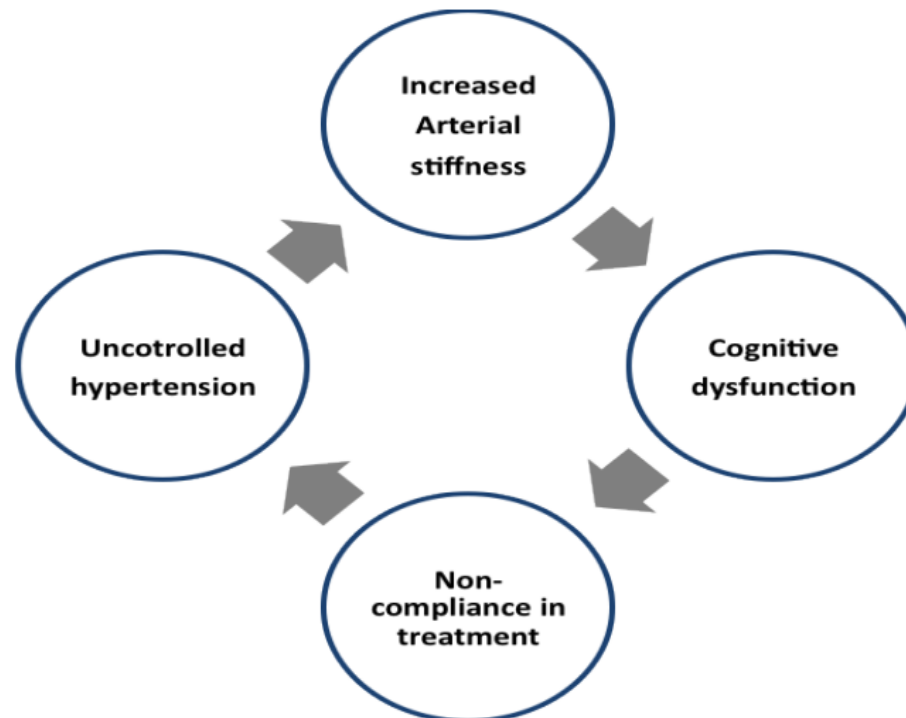 Increased
Arterial
stiffness
Uncotrolled
hypertension
Cognitive
dysfunction
Non-
compliance in
treatment